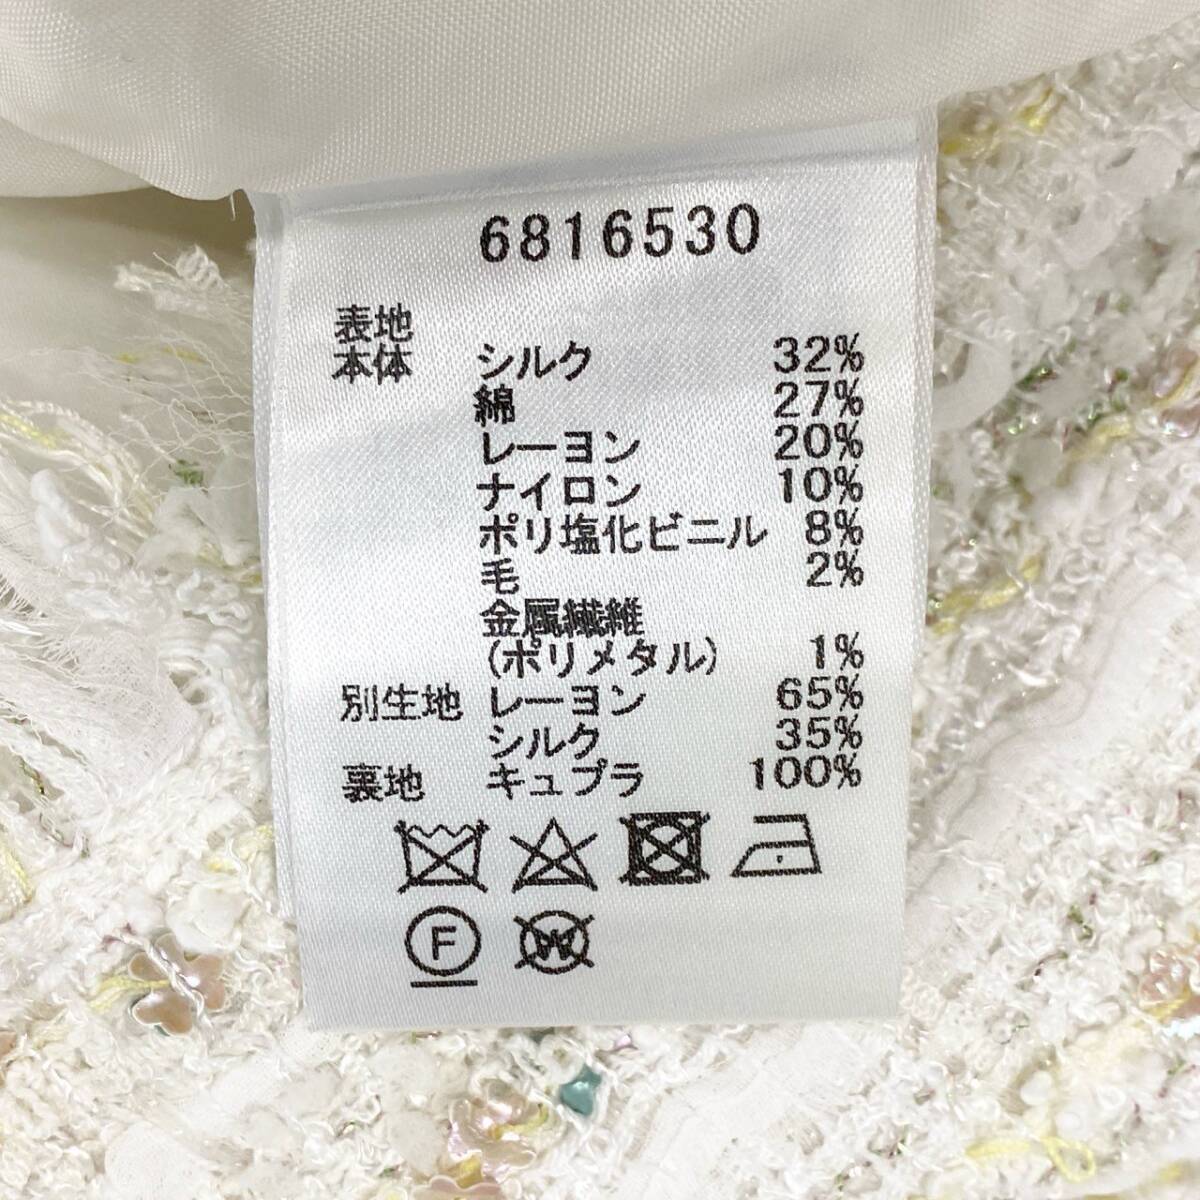 6816530
表地
本体 シルク 32%
綿 27%
レーヨン 20%
ナイロン 10%
ポリ塩化ビニル 8%
毛 2%
金属繊維
(ポリメタル) 1%
別生地 レーヨン 65%
シルク 35%
裏地 キュプラ 100%
F W